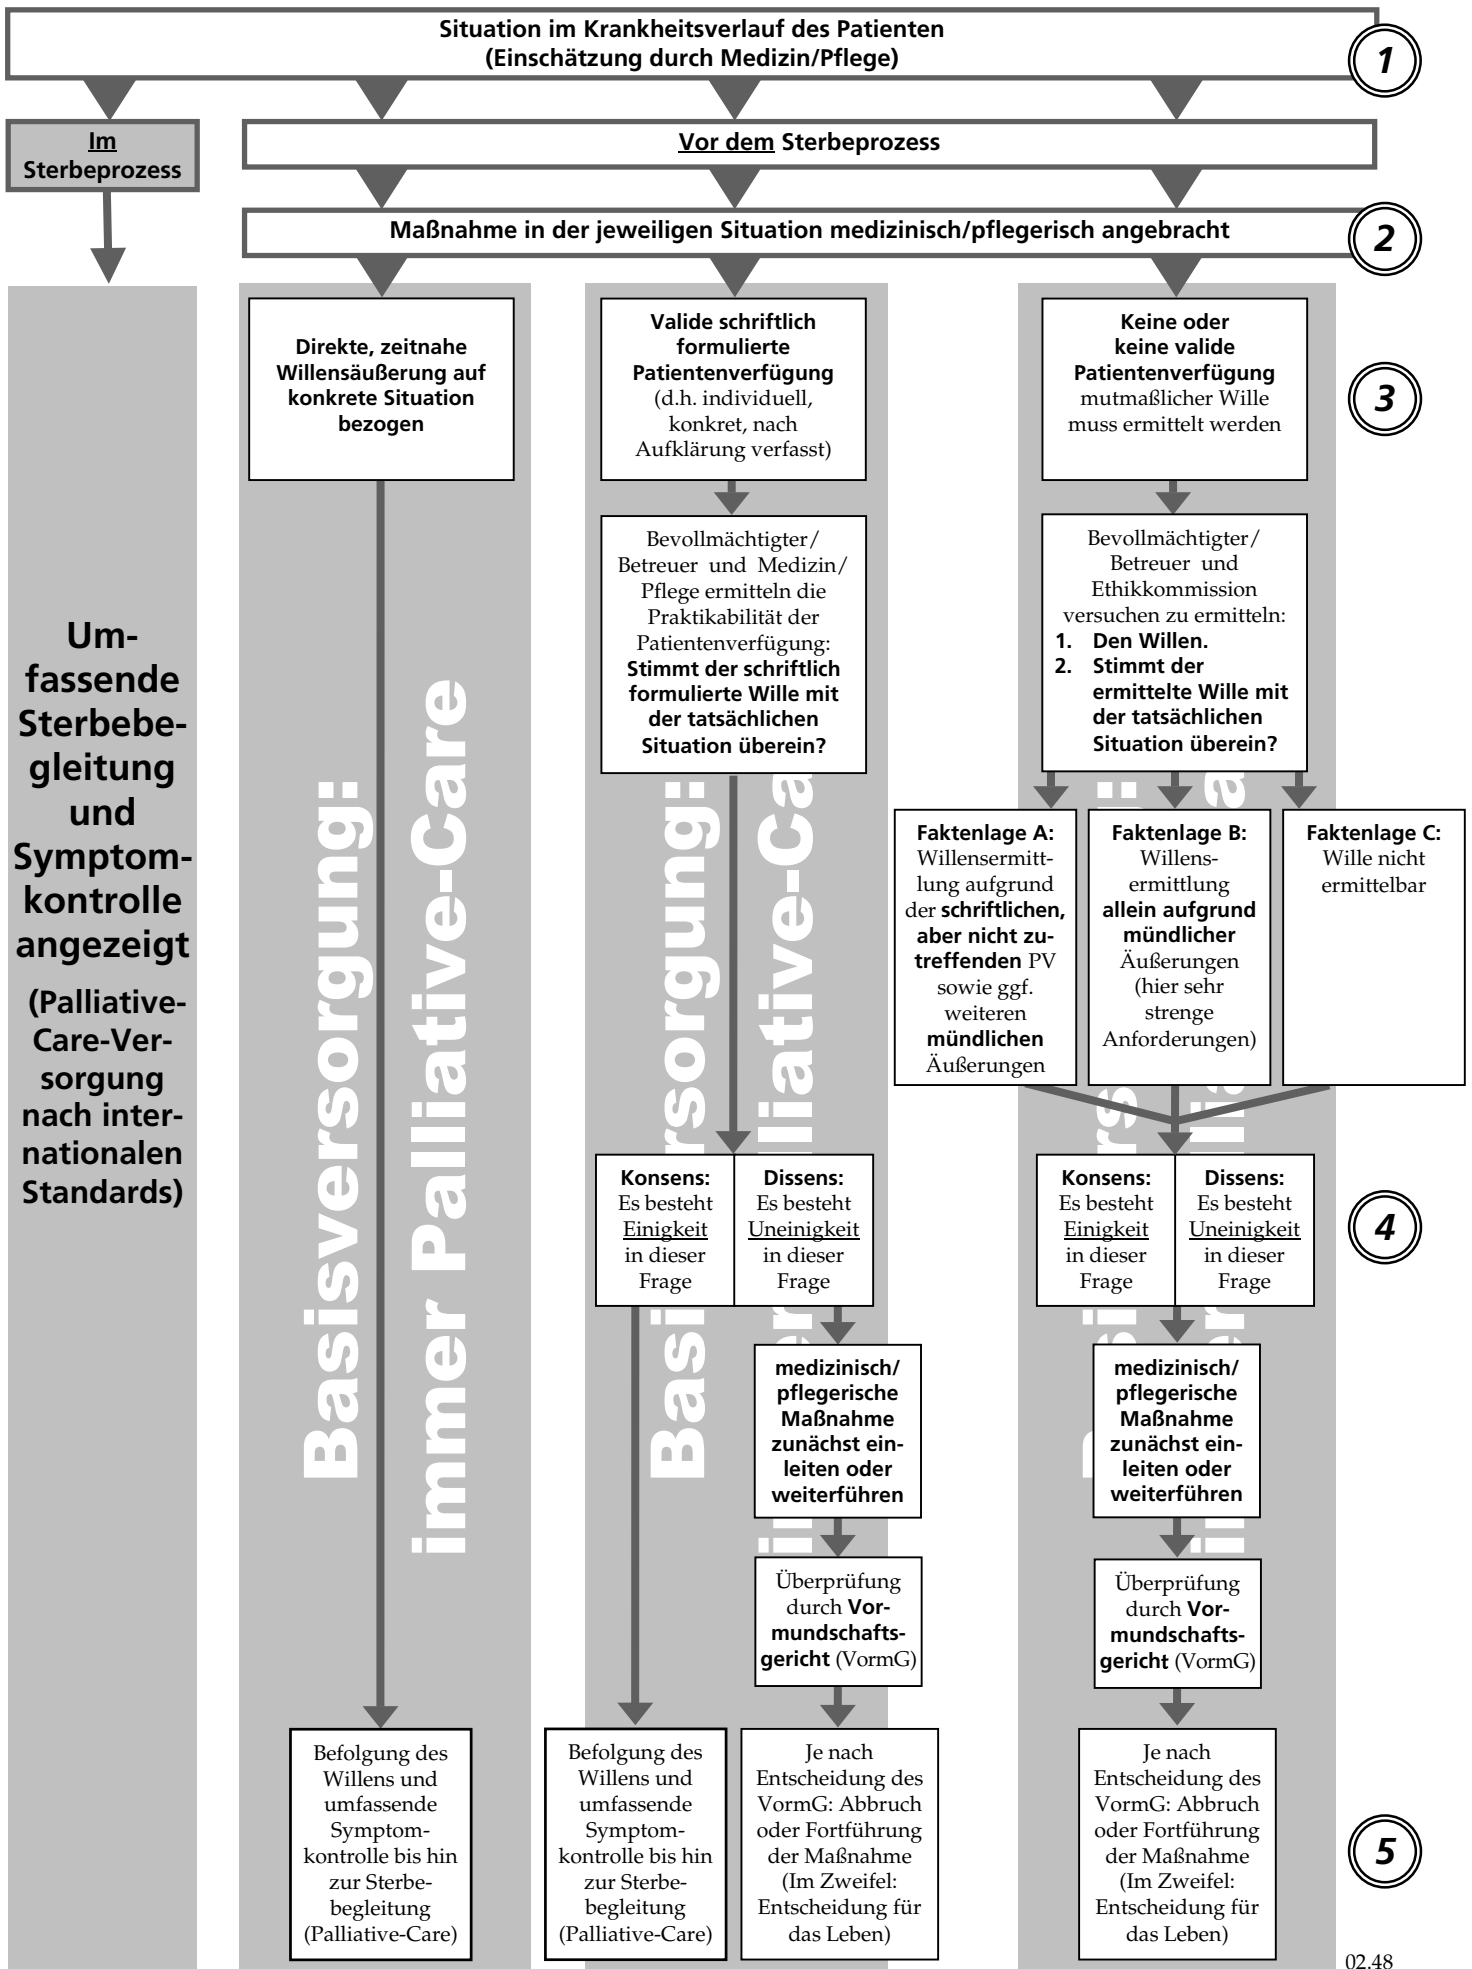 Situation im Krankheitsverlauf des Patienten
(Einschätzung durch Medizin/Pflege)
1
Im
Sterbeprozess
Vor dem Sterbeprozess
Maßnahme in der jeweiligen Situation medizinisch/pflegerisch angebracht
2
Um-
fassende
Sterbebe-
gleitung
und
Symptom-
kontrolle
angezeigt
(Palliative-
Care-Ver-
sorgung
nach inter-
nationalen
Standards)
Direkte, zeitnahe
Willensäußerung auf
konkrete Situation
bezogen
Basisversorgung:
immer Palliative-Care
Befolgung des
Willens und
umfassende
Symptom-
kontrolle bis hin
zur Sterbe-
begleitung
(Palliative-Care)
Valide schriftlich
formulierte
Patientenverfügung
(d.h. individuell,
konkret, nach
Aufklärung verfasst)
Bevollmächtigter/
Betreuer und Medizin/
Pflege ermitteln die
Praktikabilität der
Patientenverfügung:
Stimmt der schriftlich
formulierte Wille mit
der tatsächlichen
Situation überein?
Konsens:
Es besteht
Einigkeit
in dieser
Frage
Dissens:
Es besteht
Uneinigkeit
in dieser
Frage
medizinisch/
pflegerische
Maßnahme
zunächst ein-
leiten oder
weiterführen
Überprüfung
durch Vor-
mundschafts-
gericht (VormG)
Befolgung des
Willens und
umfassende
Symptom-
kontrolle bis hin
zur Sterbe-
begleitung
(Palliative-Care)
Je nach
Entscheidung des
VormG: Abbruch
oder Fortführung
der Maßnahme
(Im Zweifel:
Entscheidung für
das Leben)
Keine oder
keine valide
Patientenverfügung
mutmaßlicher Wille
muss ermittelt werden
3
Bevollmächtigter/
Betreuer und
Ethikkommission
versuchen zu ermitteln:
1. Den Willen.
2. Stimmt der
ermittelte Wille mit
der tatsächlichen
Situation überein?
Faktenlage A:
Willensermitt-
lung aufgrund
der schriftlichen,
aber nicht zu-
treffenden PV
sowie ggf.
weiteren
mündlichen
Äußerungen
Faktenlage B:
Willens-
ermittlung
allein aufgrund
mündlicher
Äußerungen
(hier sehr
strenge
Anforderungen)
Faktenlage C:
Wille nicht
ermittelbar
Konsens:
Es besteht
Einigkeit
in dieser
Frage
Dissens:
Es besteht
Uneinigkeit
in dieser
Frage
4
medizinisch/
pflegerische
Maßnahme
zunächst ein-
leiten oder
weiterführen
Überprüfung
durch Vor-
mundschafts-
gericht (VormG)
Je nach
Entscheidung des
VormG: Abbruch
oder Fortführung
der Maßnahme
(Im Zweifel:
Entscheidung für
das Leben)
5
02.48